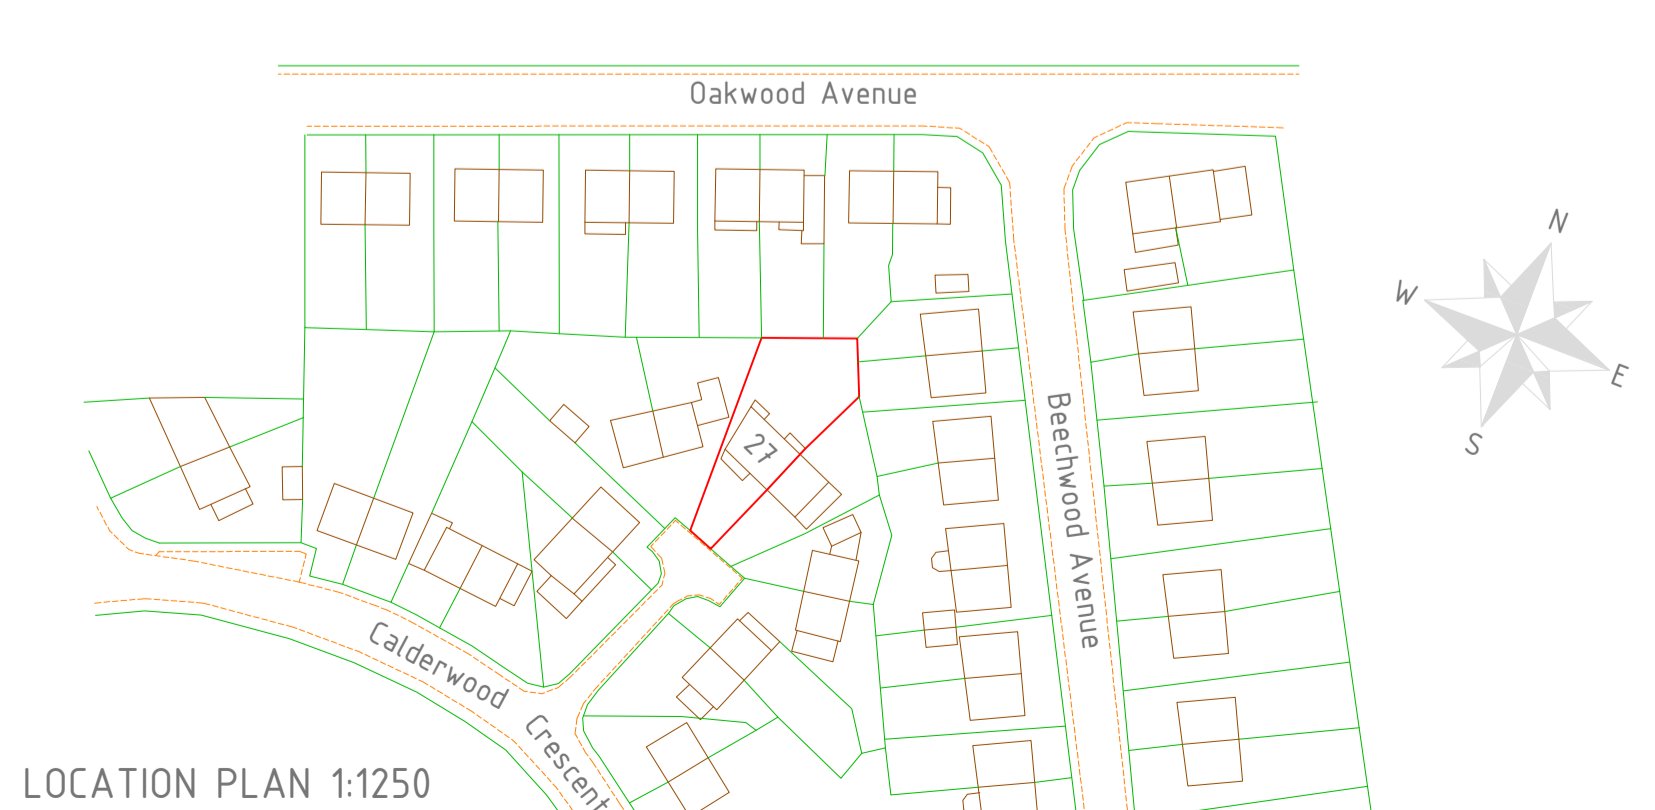 Oakwood Avenue
N
W
E
S
27
Beechwood Avenue
Calderwood Crescent
LOCATION PLAN 1:1250